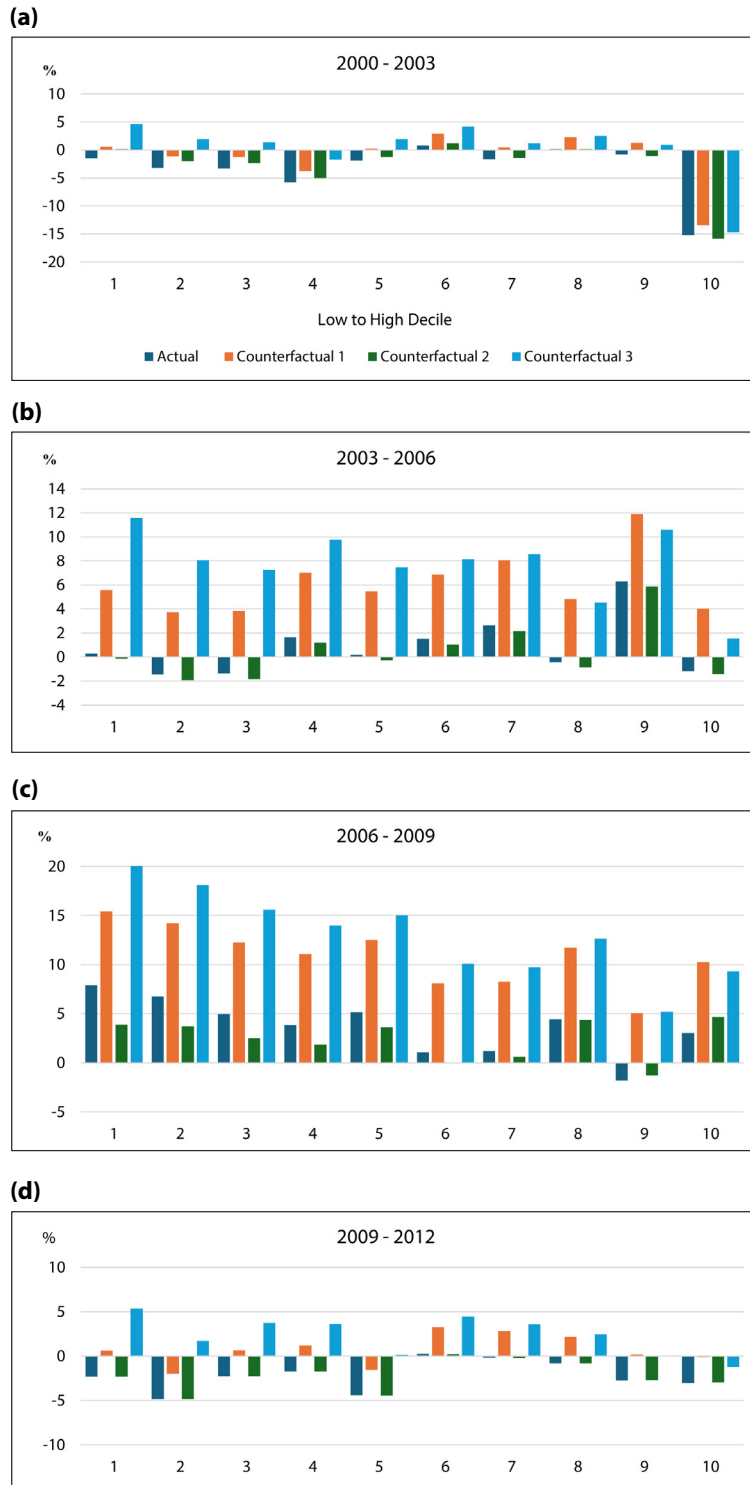 (a)
2000 - 2003
%
10
5
0
-5
-10
-15
-20
1 2 3 4 5 6 7 8 9 10
Low to High Decile
Actual Counterfactual 1 Counterfactual 2 Counterfactual 3
(b)
2003 - 2006
%
14
12
10
8
6
4
2
0
-2
-4
1 2 3 4 5 6 7 8 9 10
(c)
2006 - 2009
%
20
15
10
5
0
-5
1 2 3 4 5 6 7 8 9 10
(d)
2009 - 2012
%
10
5
0
-5
-10
1 2 3 4 5 6 7 8 9 10